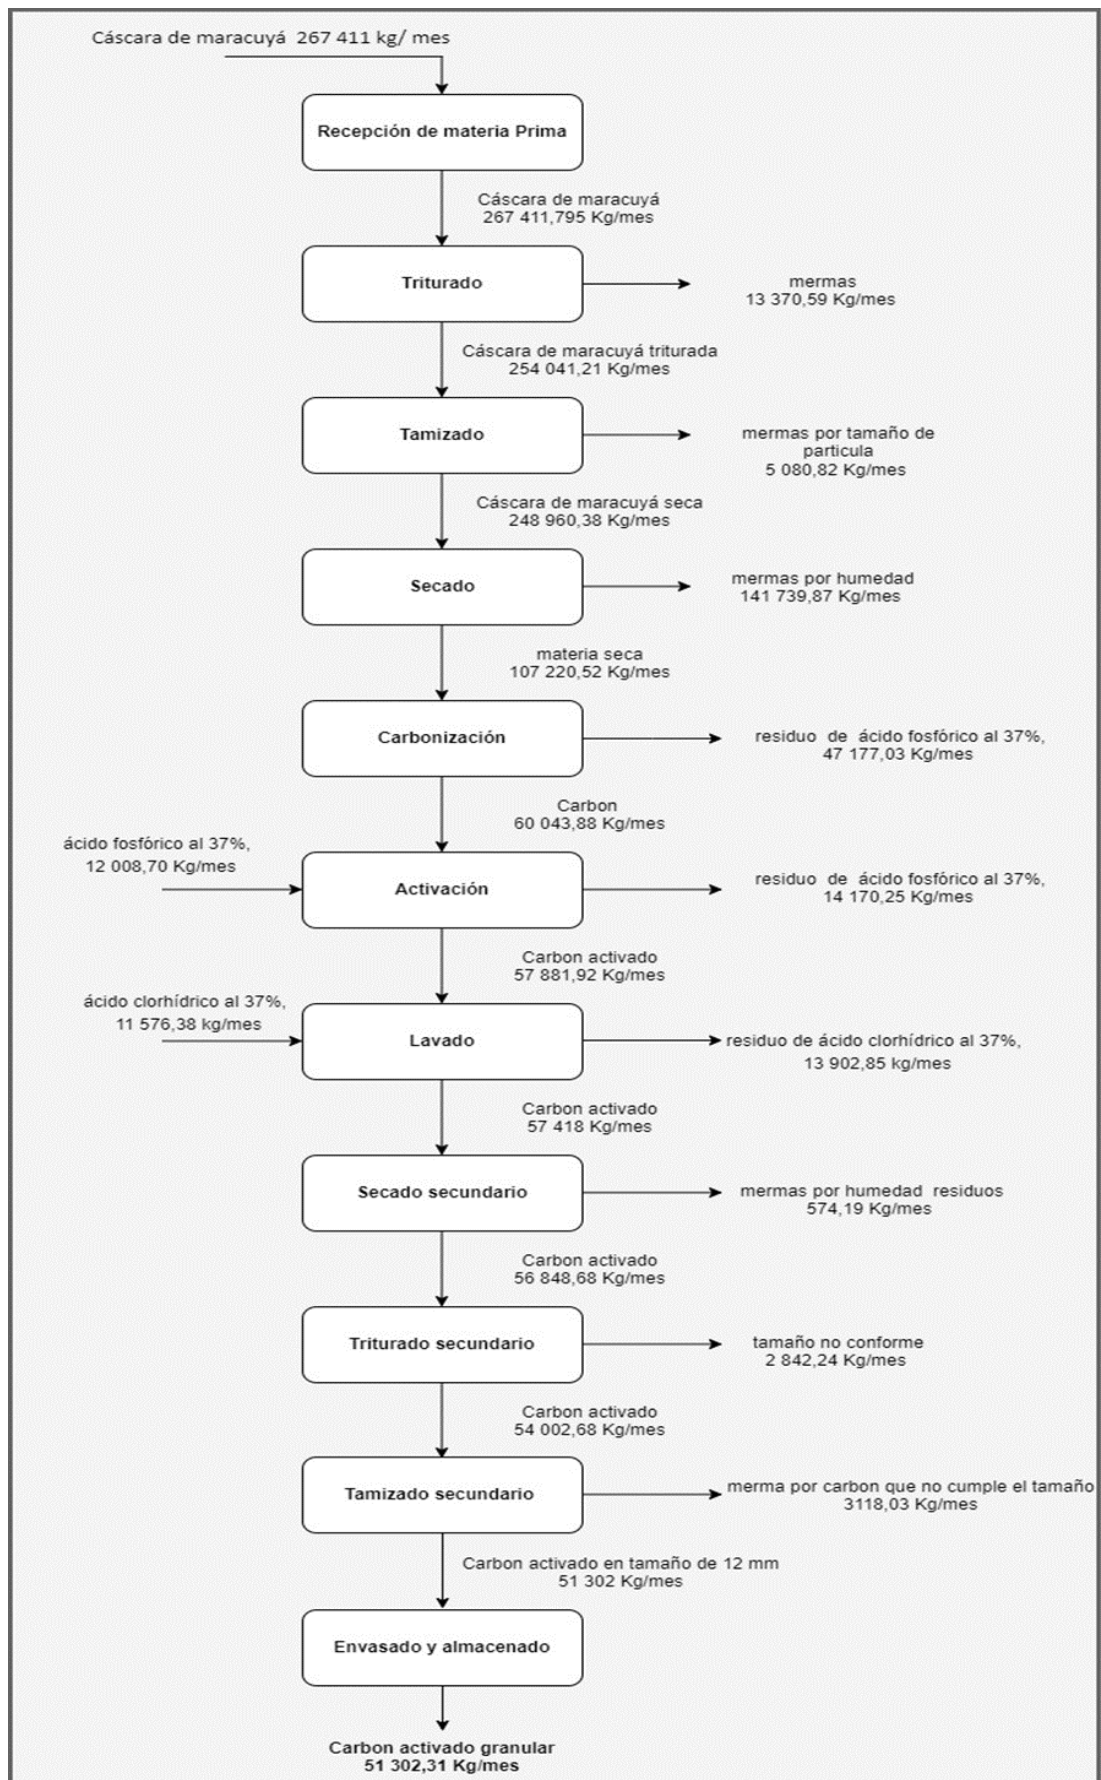 Cáscara de maracuyá 267 411 kg/ mes
Recepción de materia Prima
Cáscara de maracuyá
267 411,795 Kg/mes
Triturado
mermas
13 370,59 Kg/mes
Cáscara de maracuyá triturada
254 041,21 Kg/mes
Tamizado
mermas por tamaño de
particula
5 080,82 Kg/mes
Cáscara de maracuyá seca
248 960,38 Kg/mes
Secado
mermas por humedad
141 739,87 Kg/mes
materia seca
107 220,52 Kg/mes
Carbonización
residuo de ácido fosfórico al 37%,
47 177,03 Kg/mes
Carbon
60 043,88 Kg/mes
ácido fosfórico al 37%,
12 008,70 Kg/mes
Activación
residuo de ácido fosfórico al 37%,
14 170,25 Kg/mes
Carbon activado
57 881,92 Kg/mes
ácido clorhídrico al 37%,
11 576,38 kg/mes
Lavado
residuo de ácido clorhídrico al 37%,
13 902,85 kg/mes
Carbon activado
57 418 Kg/mes
Secado secundario
mermas por humedad residuos
574,19 Kg/mes
Carbon activado
56 848,68 Kg/mes
Triturado secundario
tamaño no conforme
2 842,24 Kg/mes
Carbon activado
54 002,68 Kg/mes
Tamizado secundario
merma por carbon que no cumple el tamaño
3118,03 Kg/mes
Carbon activado en tamaño de 12 mm
51 302 Kg/mes
Envasado y almacenado
Carbon activado granular
51 302,31 Kg/mes